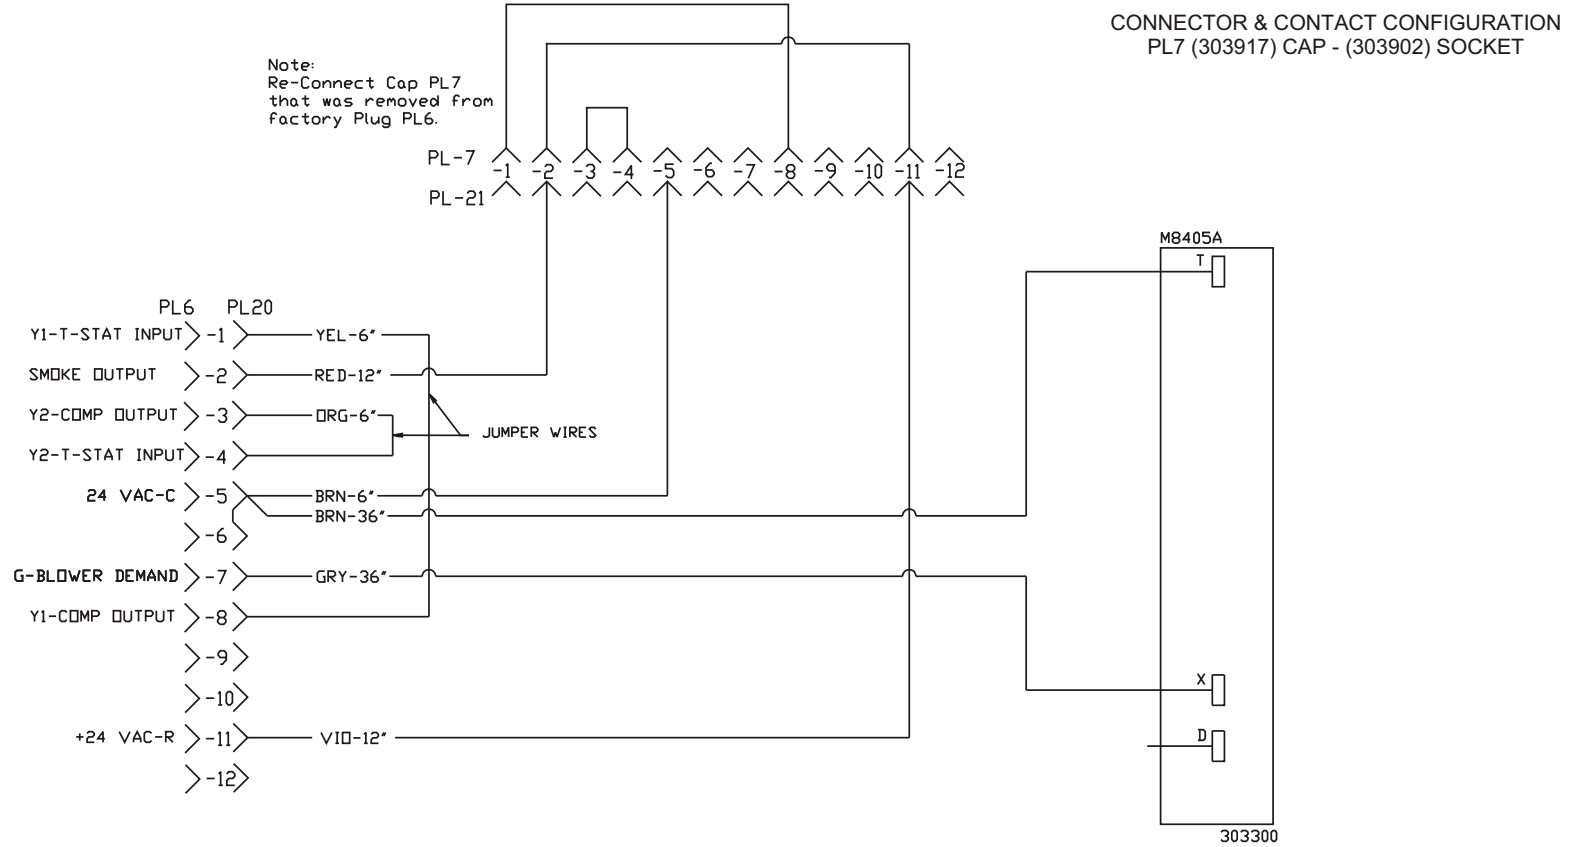 CONNECTOR & CONTACT CONFIGURATION
PL7 (303917) CAP - (303902) SOCKET
Note:
Re-Connect Cap PL7
that was removed from
factory Plug PL6.
PL-7
-1 -2 -3 -4 -5 -6 -7 -8 -9 -10 -11 -12
PL-21
M8405A
T
PL6 PL20
Y1-T-STAT INPUT -1 YEL-6"
SMOKE OUTPUT -2 RED-12"
Y2-COMP OUTPUT -3 ORG-6"
JUMPER WIRES
Y2-T-STAT INPUT -4
24 VAC-C -5 BRN-6"
BRN-36"
-6
G-BLOWER DEMAND -7 GRY-36"
Y1-COMP OUTPUT -8
-9
X
-10
+24 VAC-R -11 VIO-12"
D
-12
303300